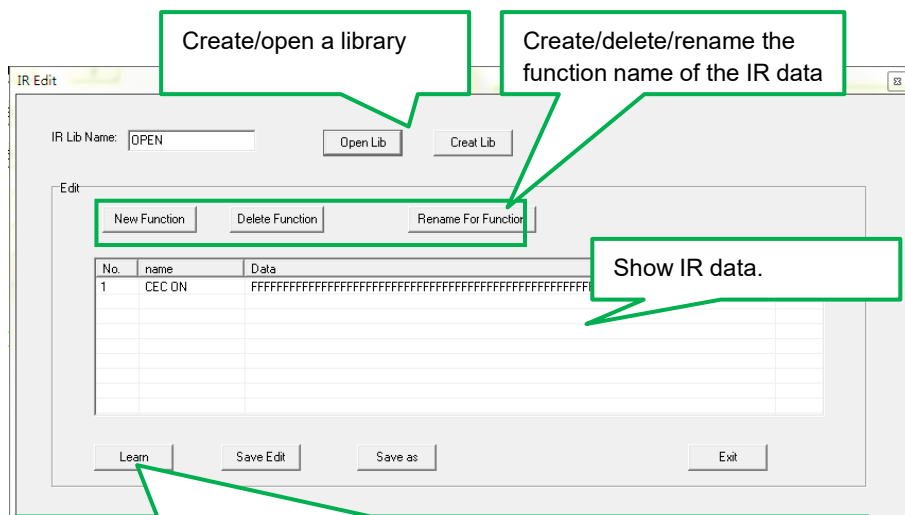 Create/open a library
Create/delete/rename the
function name of the IR data
IR Edit
IR Lib Name:
OPEN
Open Lib
Creat Lib
Edit
New Function
Delete Function
Rename For Function
Show IR data.
No.
name
Data
1
CEC ON
Learn
Save Edit
Save as
Exit